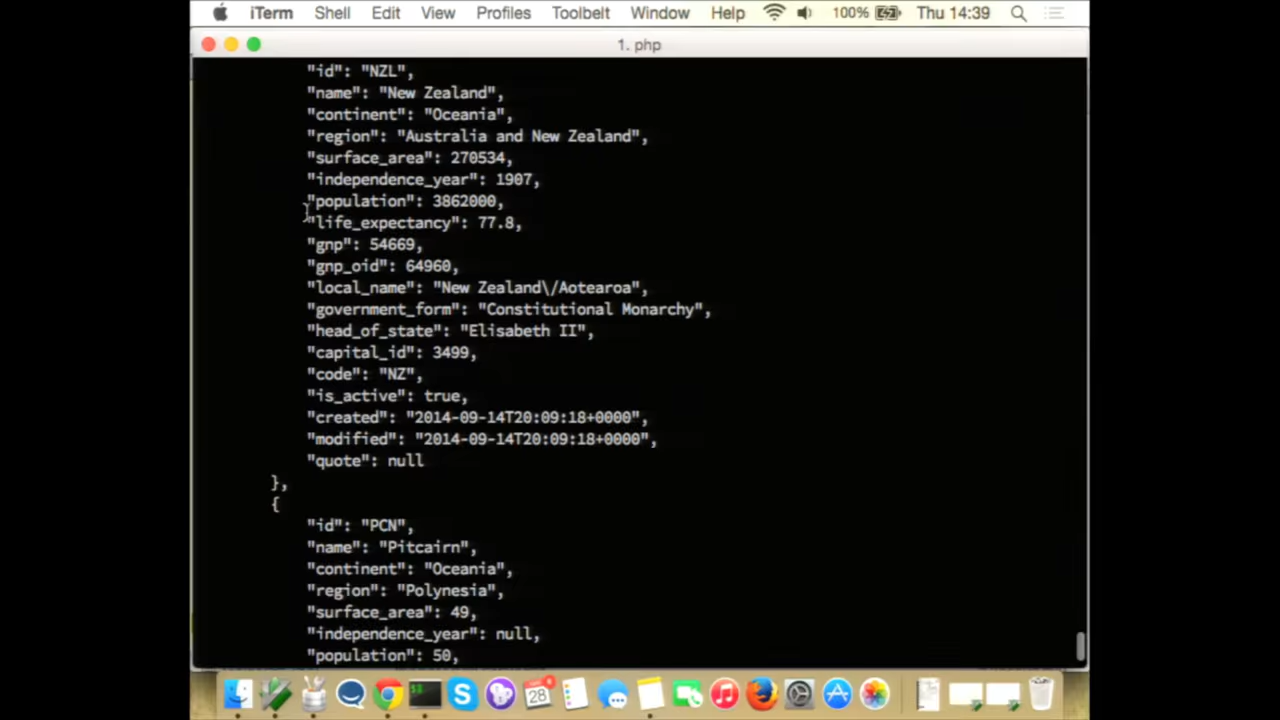 iTerm Shell Edit View Profiles Toolbelt Window Help 100% Thu 14:39
1. php
"id": "NZL",
"name": "New Zealand",
"continent": "Oceania",
"region": "Australia and New Zealand",
"surface_area": 270534,
"independence_year": 1907,
"population": 3862000,
"life_expectancy": 77.8,
"gnp": 54669,
"gnp_oid": 64960,
"local_name": "New Zealand\/Aotearoa",
"government_form": "Constitutional Monarchy",
"head_of_state": "Elisabeth II",
"capital_id": 3499,
"code": "NZ",
"is_active": true,
"created": "2014-09-14T20:09:18+0000",
"modified": "2014-09-14T20:09:18+0000",
"quote": null
},
{
"id": "PCN",
"name": "Pitcairn",
"continent": "Oceania",
"region": "Polynesia",
"surface_area": 49,
"independence_year": null,
"population": 50,
28